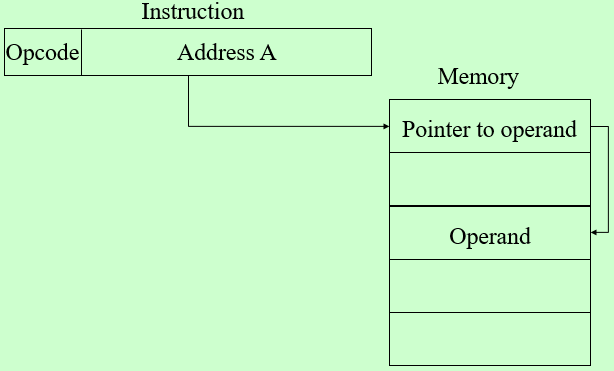 Instruction
Opcode
Address A
Memory
Pointer to operand
Operand